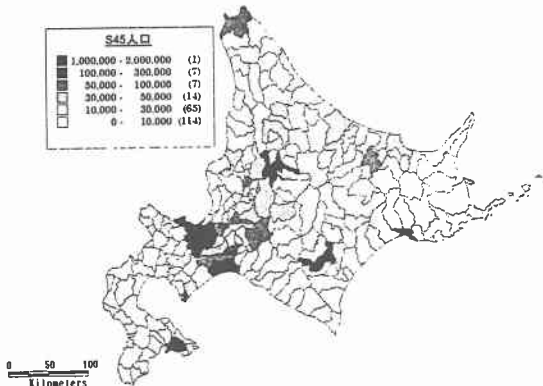 S45人口
1,000,000 - 2,000,000 (1)
100,000 - 300,000 (7)
50,000 - 100,000 (7)
30,000 - 50,000 (14)
10,000 - 30,000 (65)
0 - 10,000 (114)
0 50 100
Kilometers